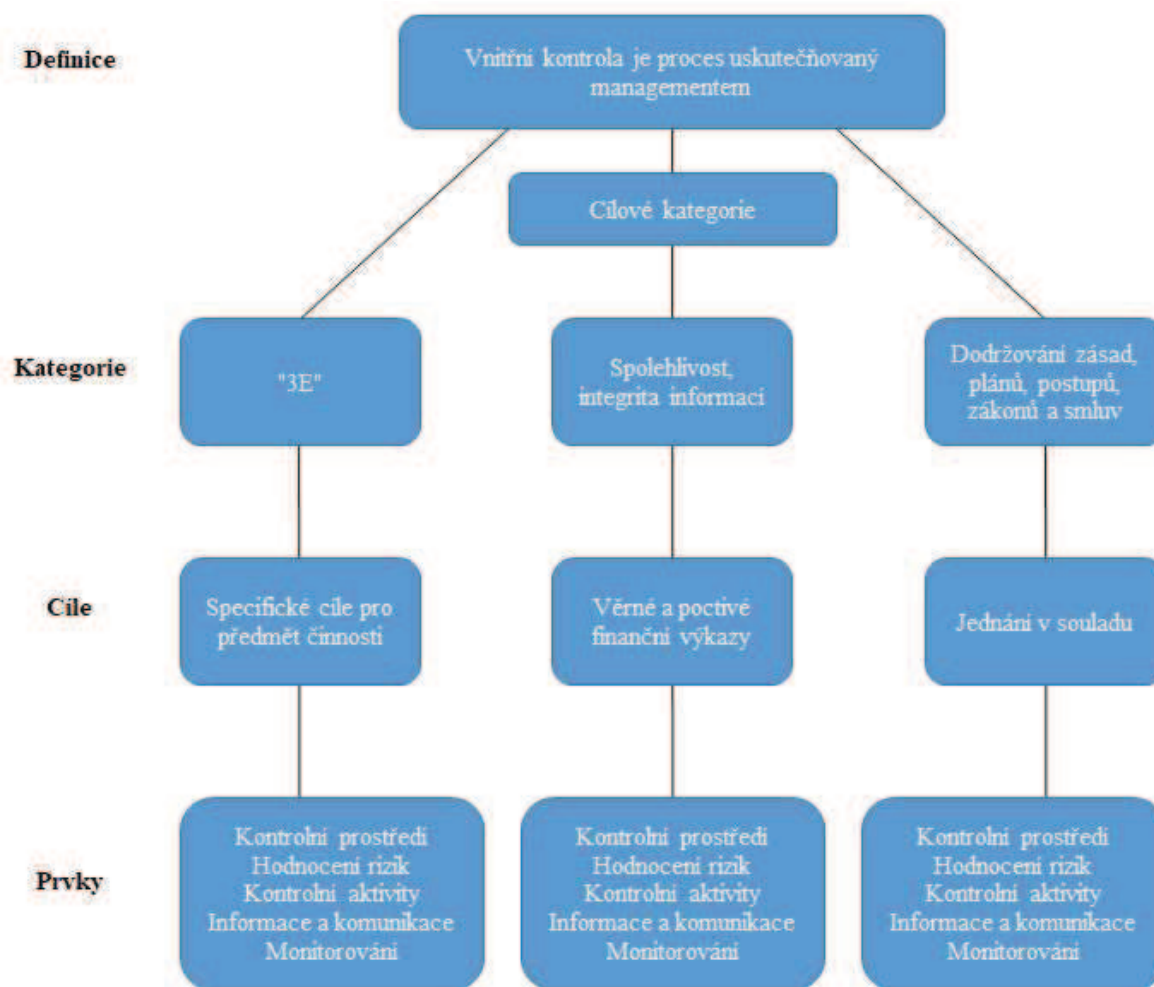 Definice
Vnitřní kontrola je proces uskutečňovaný
managementem
Cílové kategorie
Kategorie
"3E"
Spolehlivost,
integrita informací
Dodržování zásad,
plánů, postupů,
zákonů a smluv
Cíle
Specifické cíle pro
předmět činnosti
Věrné a poctivé
finanční výkazy
Jednání v souladu
Prvky
Kontrolní prostředí
Hodnocení rizik
Kontrolní aktivity
Informace a komunikace
Monitorování
Kontrolní prostředí
Hodnocení rizik
Kontrolní aktivity
Informace a komunikace
Monitorování
Kontrolní prostředí
Hodnocení rizik
Kontrolní aktivity
Informace a komunikace
Monitorování